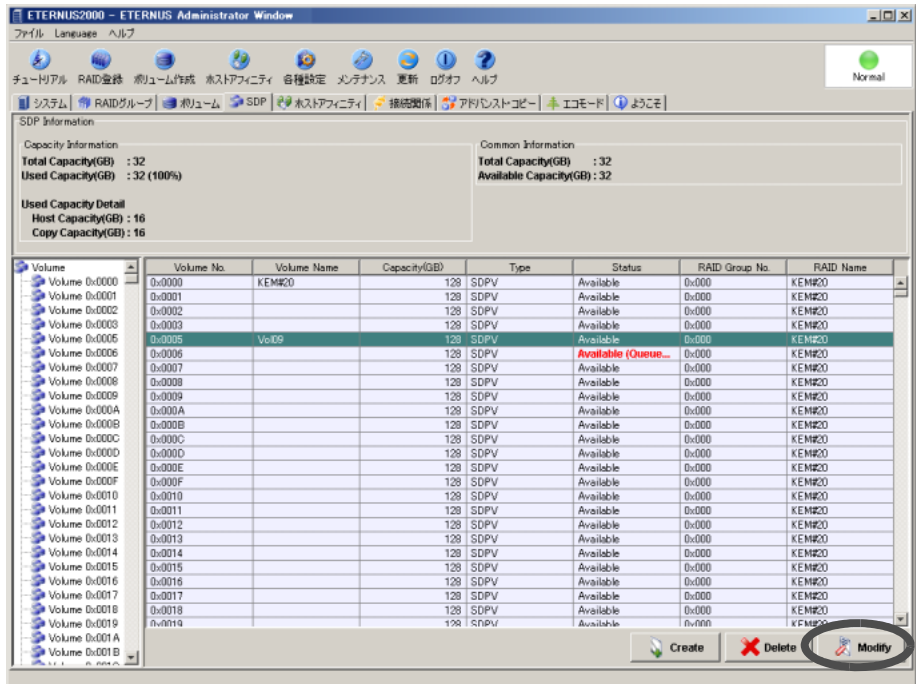 ETERNUS2000 - ETERNUS Administrator Window
ファイル Language ヘルプ
チュートリアル RAID登録 ボリューム作成 ホストアフィニティ 各種設定 メンテナンス 更新 ログオフ ヘルプ
Normal
システム RAIDグループ ボリューム SDP ホストアフィニティ 接続関係 アドバンスト・コピー エコモード ようこそ
SDP Information
Capacity Information
Total Capacity(GB) : 32
Used Capacity(GB) : 32 (100%)
Used Capacity Detail
Host Capacity(GB) : 16
Copy Capacity(GB) : 16
Common Information
Total Capacity(GB) : 32
Available Capacity(GB) : 32
Volume
Volume 0x0000
Volume 0x0001
Volume 0x0002
Volume 0x0003
Volume 0x0005
Volume 0x0006
Volume 0x0007
Volume 0x0008
Volume 0x0009
Volume 0x000A
Volume 0x000B
Volume 0x000C
Volume 0x000D
Volume 0x000E
Volume 0x000F
Volume 0x0010
Volume 0x0011
Volume 0x0012
Volume 0x0013
Volume 0x0014
Volume 0x0015
Volume 0x0016
Volume 0x0017
Volume 0x0018
Volume 0x0019
Volume 0x001A
Volume 0x001B
Volume No. Volume Name Capacity(GB) Type Status RAID Group No. RAID Name
0x0000 KEM#20 128 SDPV Available 0x000 KEM#20
0x0001 128 SDPV Available 0x000 KEM#20
0x0002 128 SDPV Available 0x000 KEM#20
0x0003 128 SDPV Available 0x000 KEM#20
0x0005 Vol09 128 SDPV Available 0x000 KEM#20
0x0006 128 SDPV Available (Queue... 0x000 KEM#20
0x0007 128 SDPV Available 0x000 KEM#20
0x0008 128 SDPV Available 0x000 KEM#20
0x0009 128 SDPV Available 0x000 KEM#20
0x000A 128 SDPV Available 0x000 KEM#20
0x000B 128 SDPV Available 0x000 KEM#20
0x000C 128 SDPV Available 0x000 KEM#20
0x000D 128 SDPV Available 0x000 KEM#20
0x000E 128 SDPV Available 0x000 KEM#20
0x000F 128 SDPV Available 0x000 KEM#20
0x0010 128 SDPV Available 0x000 KEM#20
0x0011 128 SDPV Available 0x000 KEM#20
0x0012 128 SDPV Available 0x000 KEM#20
0x0013 128 SDPV Available 0x000 KEM#20
0x0014 128 SDPV Available 0x000 KEM#20
0x0015 128 SDPV Available 0x000 KEM#20
0x0016 128 SDPV Available 0x000 KEM#20
0x0017 128 SDPV Available 0x000 KEM#20
0x0018 128 SDPV Available 0x000 KEM#20
0x0019 128 SDPV Available 0x000 KEM#20
Create Delete Modify